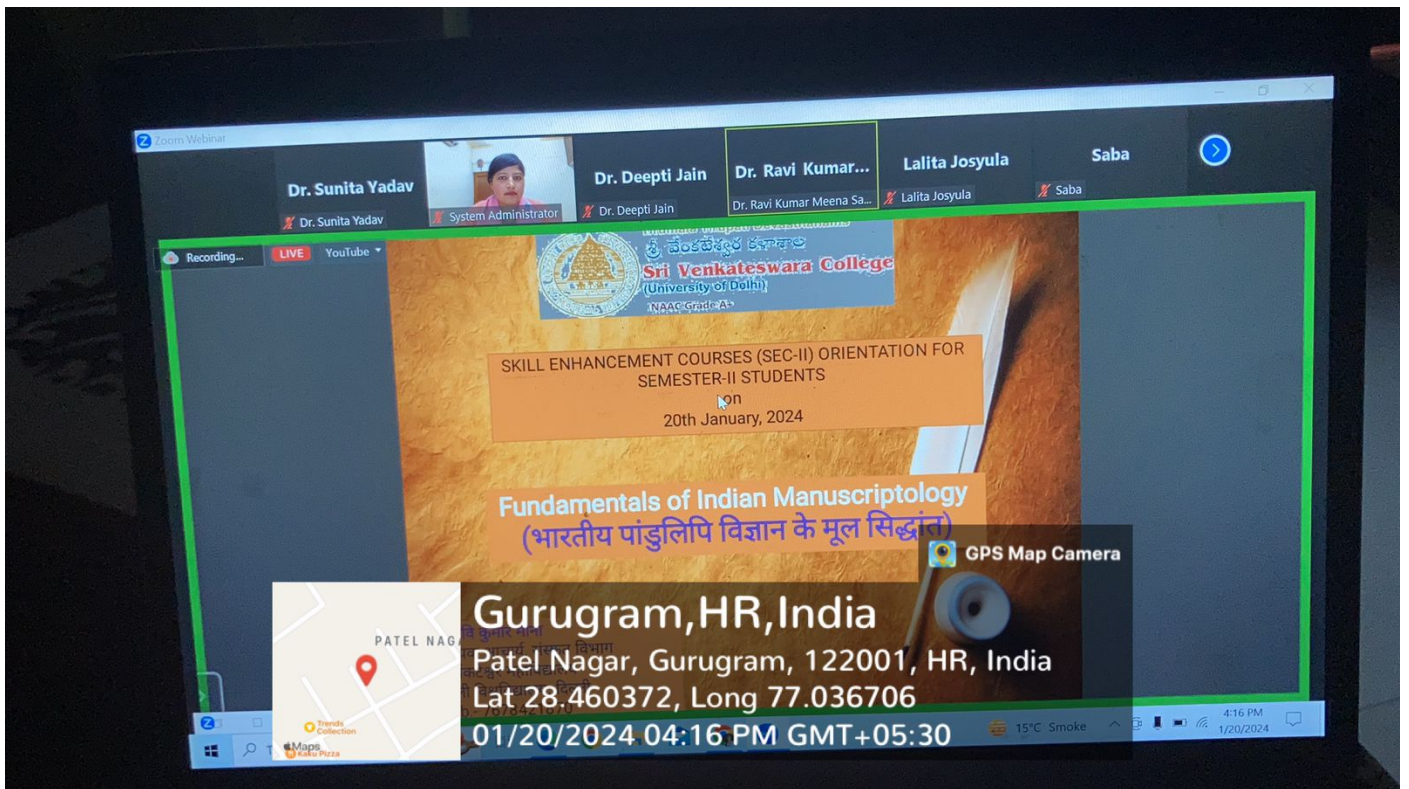 Zoom Webinar
Dr. Sunita Yadav
Dr. Deepti Jain
Dr. Ravi Kumar...
Lalita Josyula
Saba
Dr. Sunita Yadav
System Administrator
Dr. Deepti Jain
Dr. Ravi Kumar Meena Sa...
Lalita Josyula
Saba
Recording...
LIVE
YouTube
శ్రీ వేంకటేశ్వర కళాశాల
Sri Venkateswara College
(University of Delhi)
NAAC Grade A+
SKILL ENHANCEMENT COURSES (SEC-II) ORIENTATION FOR
SEMESTER-II STUDENTS
on
20th January, 2024
Fundamentals of Indian Manuscriptology
(भारतीय पांडुलिपि विज्ञान के मूल सिद्धांत)
GPS Map Camera
PATEL NAG
Trends
Collection
Maps
Kaku Pizza
Gurugram,HR,India
Patel Nagar, Gurugram, 122001, HR, India
Lat 28.460372, Long 77.036706
01/20/2024 04:16 PM GMT+05:30
15°C Smoke
4:16 PM
1/20/2024